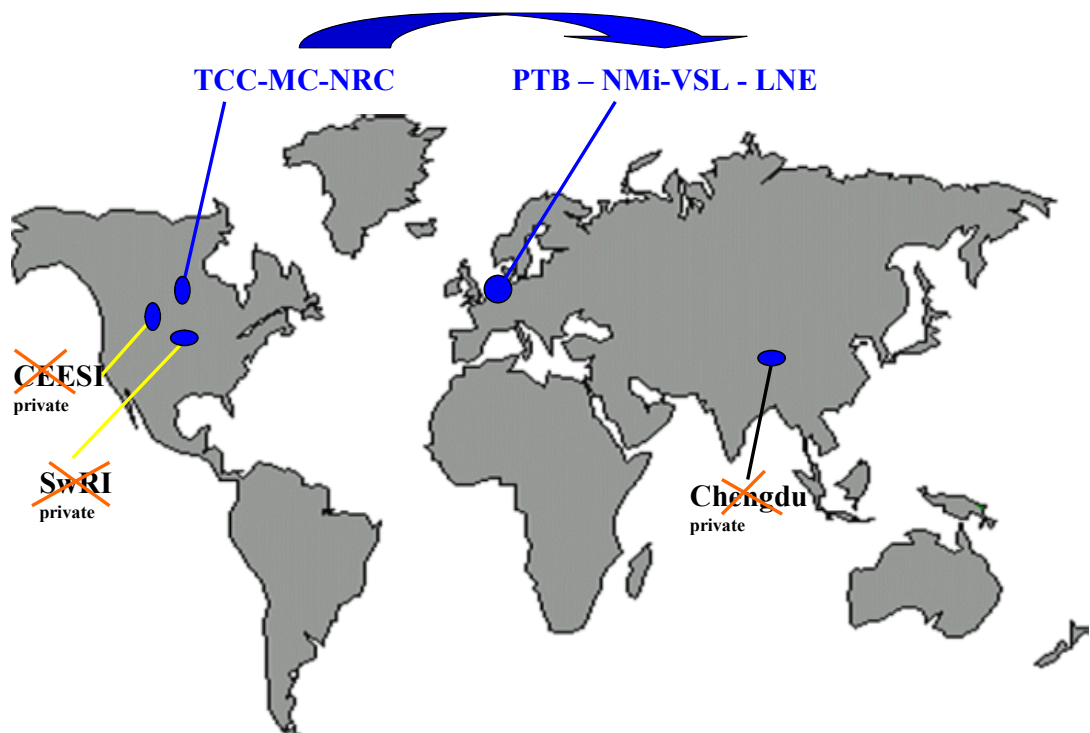 TCC-MC-NRC
PTB – NMi-VSL - LNE
CEESI
private
SwRI
private
Chengdu
private